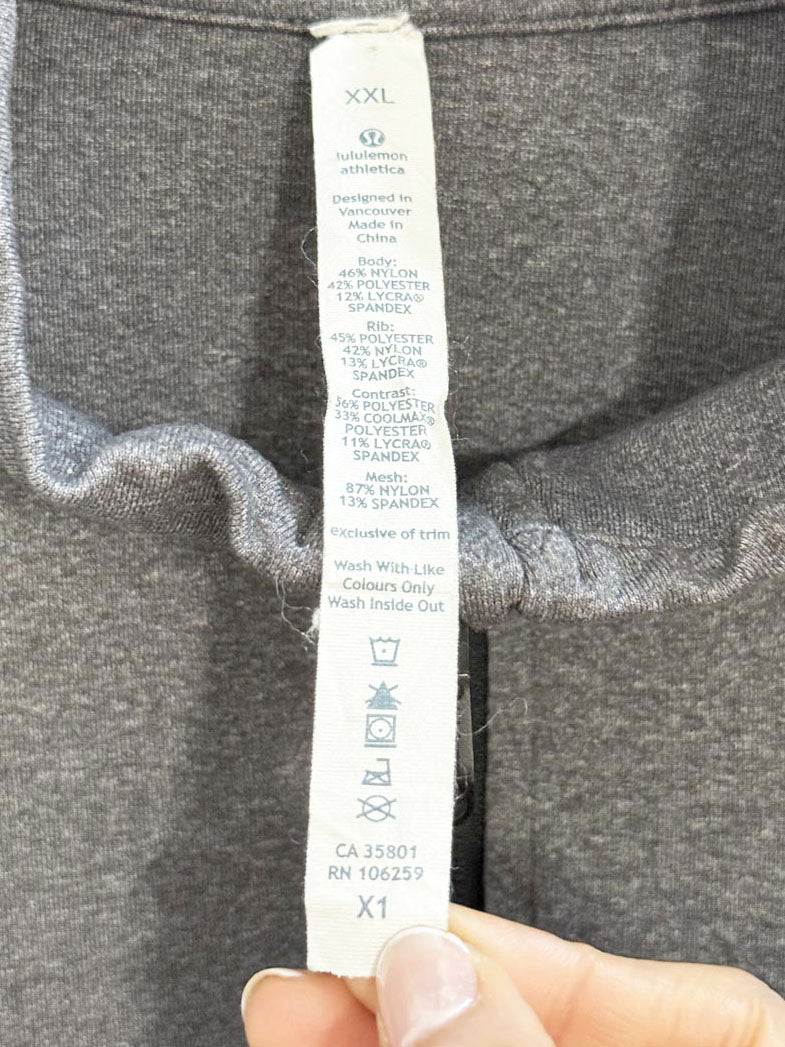 XXL
lululemon
athletica
Designed in
Vancouver
Made in
China
Body:
46% NYLON
42% POLYESTER
12% LYCRA®
SPANDEX
Rib:
45% POLYESTER
42% NYLON
13% LYCRA®
SPANDEX
Contrast:
56% POLYESTER
33% COOLMAX®
POLYESTER
11% LYCRA®
SPANDEX
Mesh:
87% NYLON
13% SPANDEX
exclusive of trim
Wash With Like
Colours Only
Wash Inside Out
CA 35801
RN 106259
X1